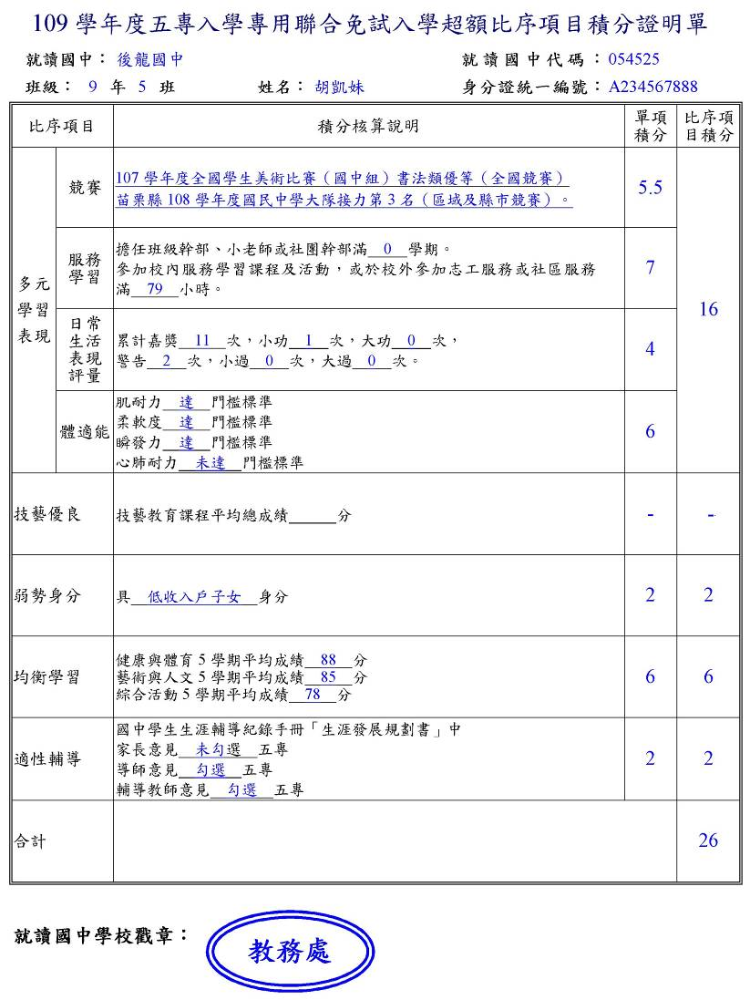 109 學年度五專入學專用聯合免試入學超額比序項目積分證明單
就讀國中： 後龍國中 就讀國中代碼：054525
班級： 9 年 5 班 姓名： 胡凱妹 身分證統一編號：A234567888
比序項目 積分核算說明 單項積分 比序項目積分
多元學習表現
競賽
107 學年度全國學生美術比賽（國中組）書法類優等（全國競賽）
苗栗縣 108 學年度國民中學大隊接力第 3 名（區域及縣市競賽）。
5.5
16
服務學習
擔任班級幹部、小老師或社團幹部滿 0 學期。
參加校內服務學習課程及活動，或於校外參加志工服務或社區服務
滿 79 小時。
7
日常生活表現評量
累計嘉獎 11 次，小功 1 次，大功 0 次，
警告 2 次，小過 0 次，大過 0 次。
4
體適能
肌耐力 達 門檻標準
柔軟度 達 門檻標準
瞬發力 達 門檻標準
心肺耐力 未達 門檻標準
6
技藝優良 技藝教育課程平均總成績______分 - -
弱勢身分 具 低收入戶子女 身分 2 2
均衡學習
健康與體育 5 學期平均成績 88 分
藝術與人文 5 學期平均成績 85 分
綜合活動 5 學期平均成績 78 分
6 6
適性輔導
國中學生生涯輔導紀錄手冊「生涯發展規劃書」中
家長意見 未勾選 五專
導師意見 勾選 五專
輔導教師意見 勾選 五專
2 2
合計 26
就讀國中學校戳章：
教務處